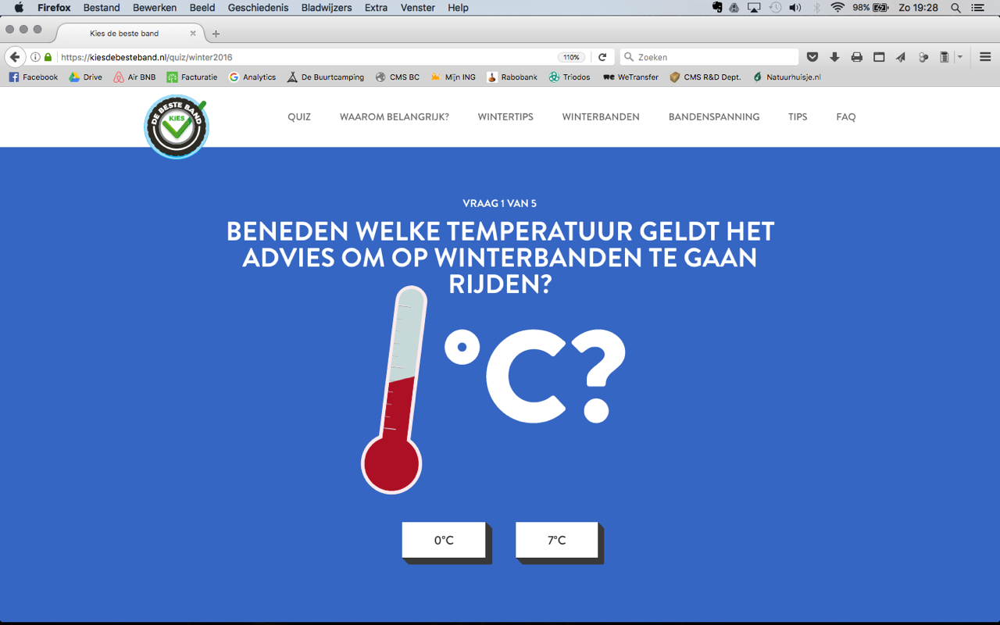 Firefox Bestand Bewerken Beeld Geschiedenis Bladwijzers Extra Venster Help 98% Zo 19:28
Kies de beste band
https://kiesdebesteband.nl/quiz/winter2016 110% Zoeken
Facebook Drive Air BNB Facturatie Analytics De Buurtcamping CMS BC Mijn ING Rabobank Triodos WeTransfer CMS R&D Dept. Natuurhuisje.nl
DE BESTE BAND
KIES
QUIZ WAAROM BELANGRIJK? WINTERTIPS WINTERBANDEN BANDENSPANNING TIPS FAQ
VRAAG 1 VAN 5
BENEDEN WELKE TEMPERATUUR GELDT HET
ADVIES OM OP WINTERBANDEN TE GAAN
RIJDEN?
°C?
0°C 7°C